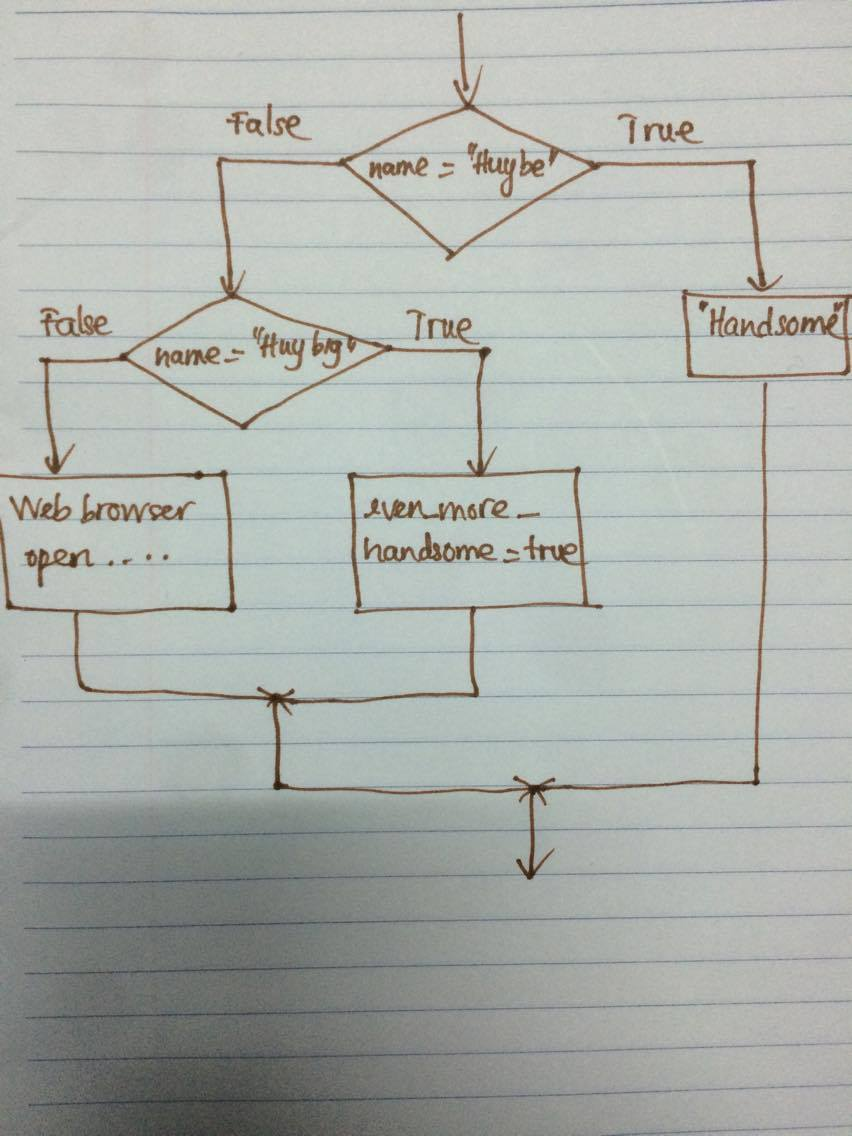 False
True
name = "Huy be"
"Handsome"
False
True
name = "Huy big"
Web browser
open .....
even_more_
handsome = true